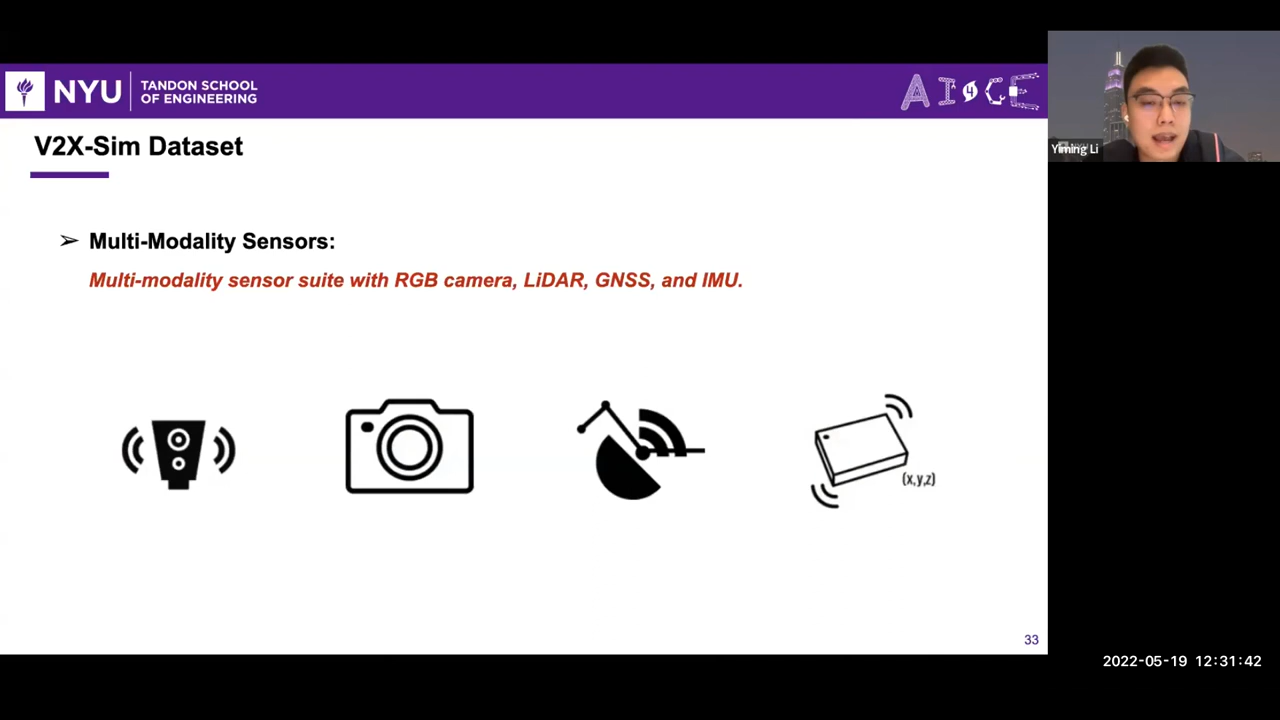 NYU
TANDON SCHOOL
OF ENGINEERING
AI4CE
V2X-Sim Dataset
Yiming Li
➢ Multi-Modality Sensors:
Multi-modality sensor suite with RGB camera, LiDAR, GNSS, and IMU.
(x,y,z)
33
2022-05-19 12:31:42